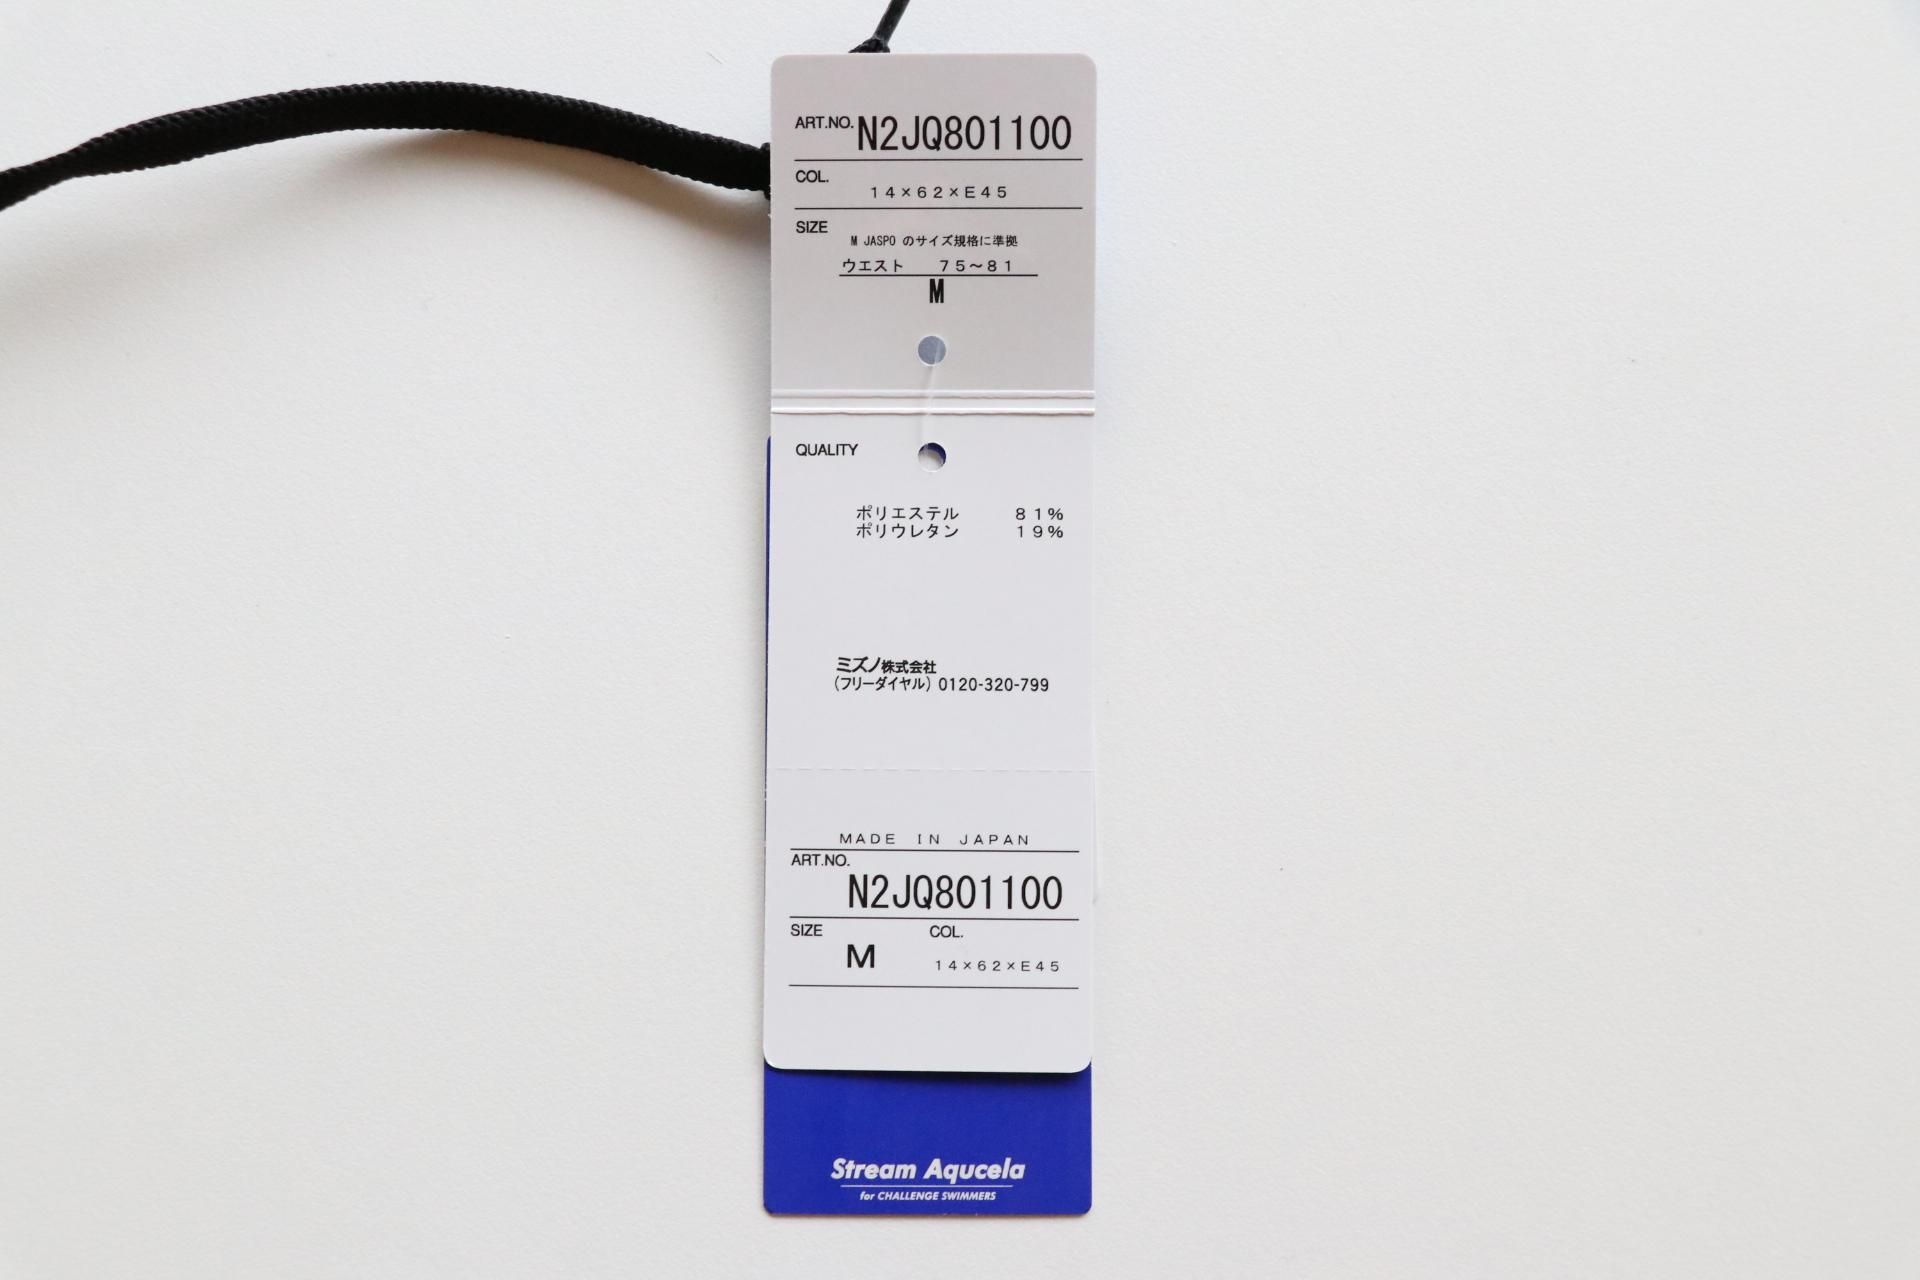 ART.NO. N2JQ801100
COL.
14×62×E45
SIZE
M JASPO のサイズ規格に準拠
ウエスト 75〜81
M
QUALITY
ポリエステル 81%
ポリウレタン 19%
ミズノ株式会社
(フリーダイヤル) 0120-320-799
MADE IN JAPAN
ART.NO.
N2JQ801100
SIZE COL.
M 14×62×E45
Stream Aqucela
for CHALLENGE SWIMMERS